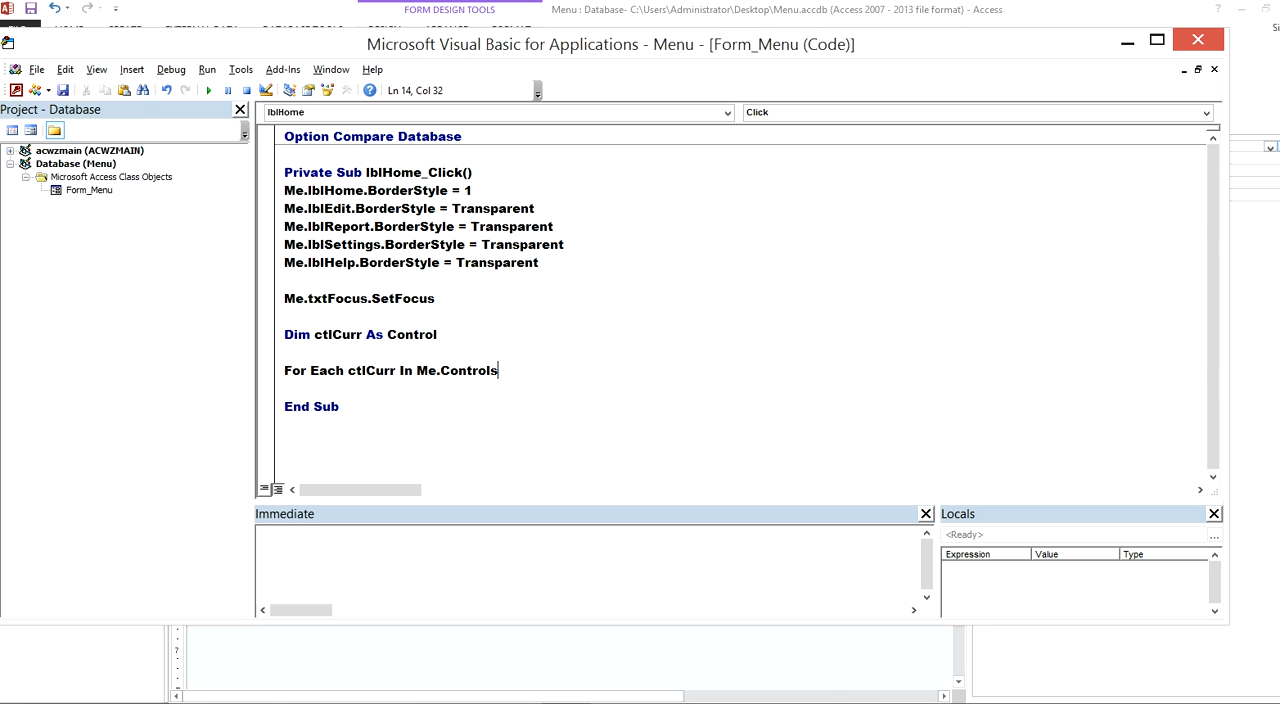 FORM DESIGN TOOLS
Menu : Database- C:\Users\Administrator\Desktop\Menu.accdb (Access 2007 - 2013 file format) - Access
Microsoft Visual Basic for Applications - Menu - [Form_Menu (Code)]
File Edit View Insert Debug Run Tools Add-Ins Window Help
Ln 14, Col 32
Project - Database
lblHome
Click
acwzmain (ACWZMAIN)
Database (Menu)
Microsoft Access Class Objects
Form_Menu
Option Compare Database
Private Sub lblHome_Click()
Me.lblHome.BorderStyle = 1
Me.lblEdit.BorderStyle = Transparent
Me.lblReport.BorderStyle = Transparent
Me.lblSettings.BorderStyle = Transparent
Me.lblHelp.BorderStyle = Transparent
Me.txtFocus.SetFocus
Dim ctlCurr As Control
For Each ctlCurr In Me.Controls
End Sub
Immediate
Locals
<Ready>
...
Expression Value Type
7